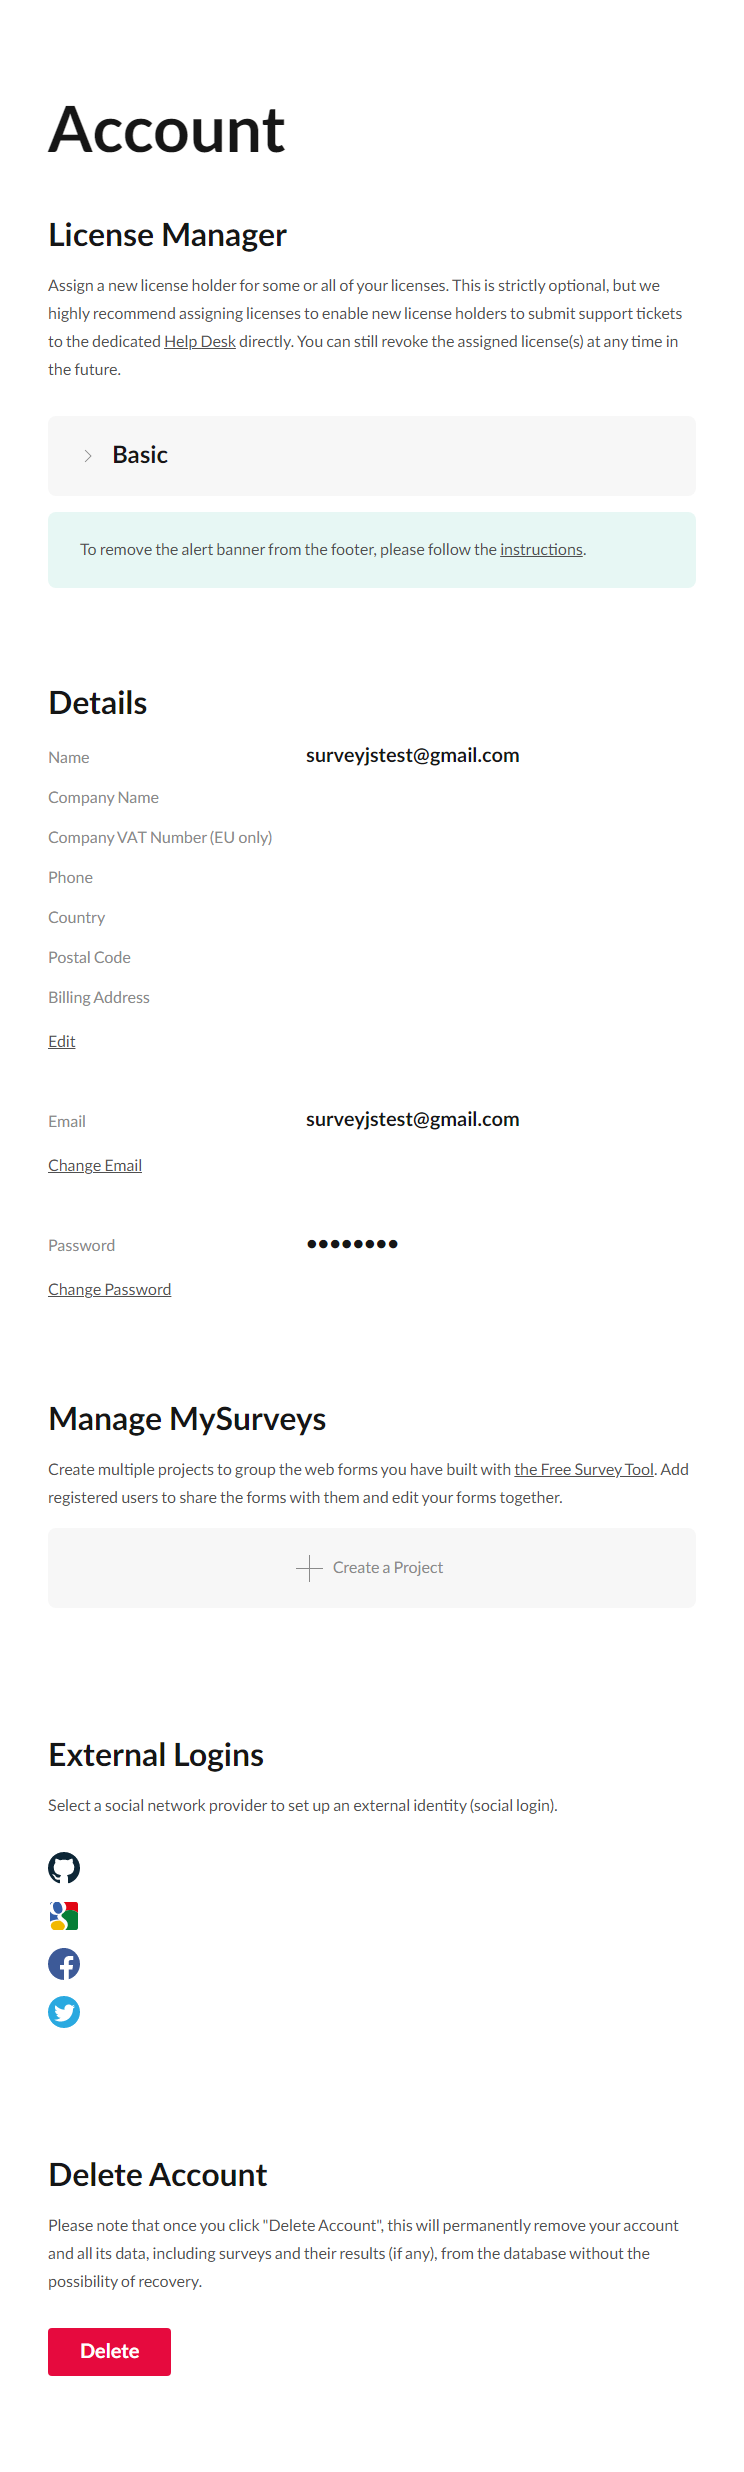 Account
License Manager
Assign a new license holder for some or all of your licenses. This is strictly optional, but we
highly recommend assigning licenses to enable new license holders to submit support tickets
to the dedicated Help Desk directly. You can still revoke the assigned license(s) at any time in
the future.
Basic
To remove the alert banner from the footer, please follow the instructions.
Details
Name surveyjstest@gmail.com
Company Name
Company VAT Number (EU only)
Phone
Country
Postal Code
Billing Address
Edit
Email surveyjstest@gmail.com
Change Email
Password ••••••••
Change Password
Manage MySurveys
Create multiple projects to group the web forms you have built with the Free Survey Tool. Add
registered users to share the forms with them and edit your forms together.
Create a Project
External Logins
Select a social network provider to set up an external identity (social login).
Delete Account
Please note that once you click "Delete Account", this will permanently remove your account
and all its data, including surveys and their results (if any), from the database without the
possibility of recovery.
Delete